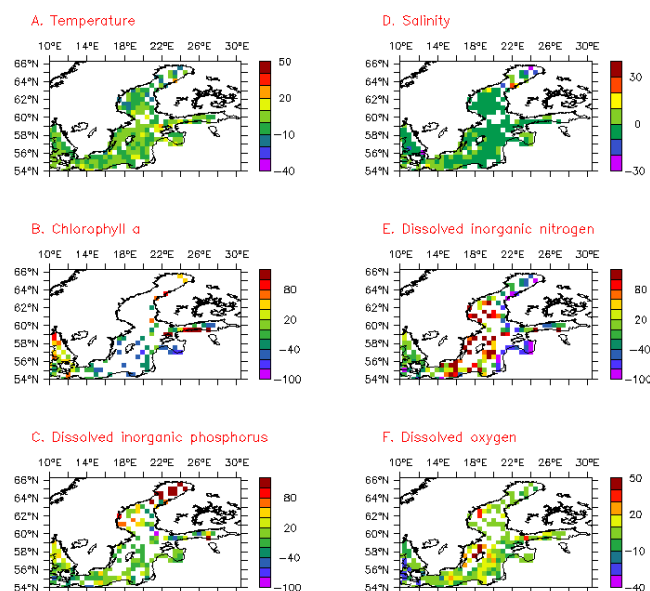 A. Temperature
D. Salinity
10°E 14°E 18°E 22°E 26°E 30°E
10°E 14°E 18°E 22°E 26°E 30°E
66°N
64°N
62°N
60°N
58°N
56°N
54°N
50
20
-10
-40
66°N
64°N
62°N
60°N
58°N
56°N
54°N
30
0
-30
B. Chlorophyll a
E. Dissolved inorganic nitrogen
10°E 14°E 18°E 22°E 26°E 30°E
10°E 14°E 18°E 22°E 26°E 30°E
66°N
64°N
62°N
60°N
58°N
56°N
54°N
80
20
-40
-100
66°N
64°N
62°N
60°N
58°N
56°N
54°N
80
20
-40
-100
C. Dissolved inorganic phosphorus
F. Dissolved oxygen
10°E 14°E 18°E 22°E 26°E 30°E
10°E 14°E 18°E 22°E 26°E 30°E
66°N
64°N
62°N
60°N
58°N
56°N
54°N
80
20
-40
-100
66°N
64°N
62°N
60°N
58°N
56°N
54°N
50
20
-10
-40